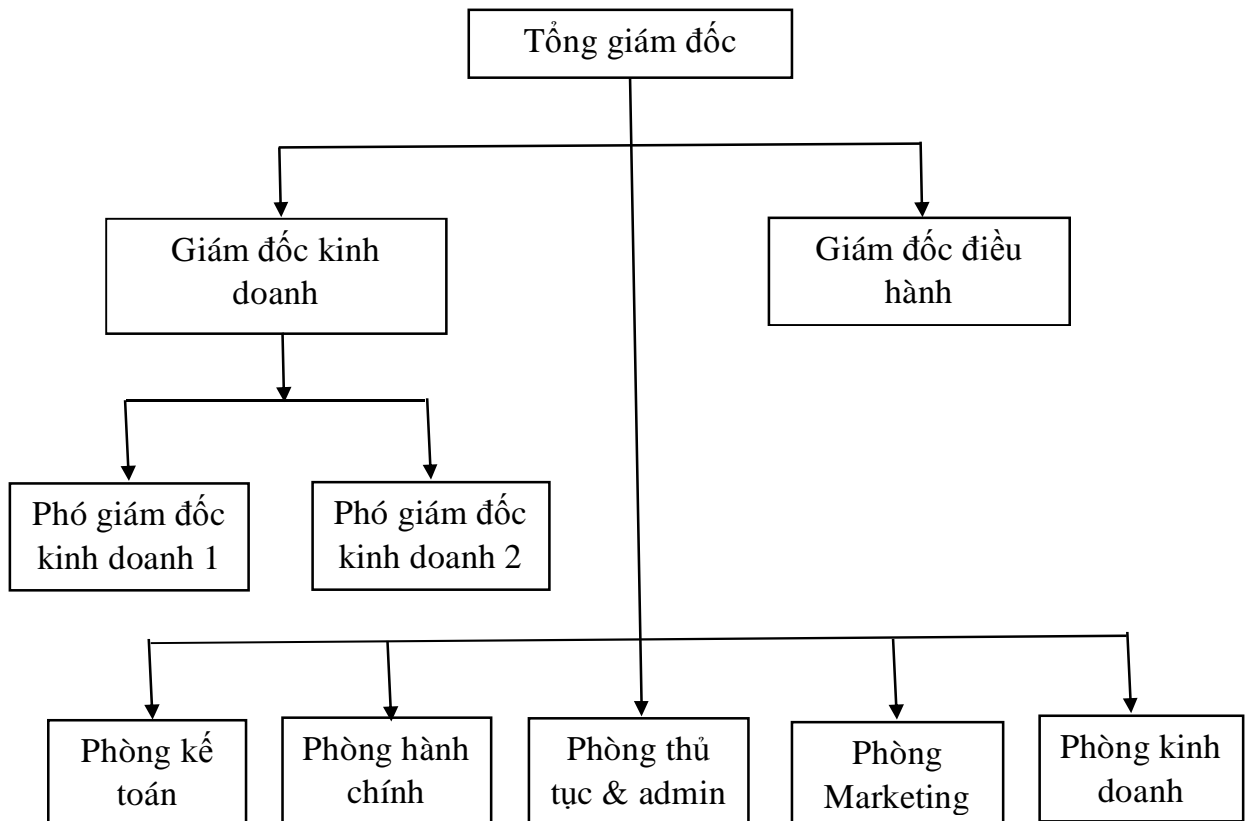 Tổng giám đốc
Giám đốc kinh
doanh
Giám đốc điều
hành
Phó giám đốc
kinh doanh 1
Phó giám đốc
kinh doanh 2
Phòng kế
toán
Phòng hành
chính
Phòng thủ
tục & admin
Phòng
Marketing
Phòng kinh
doanh